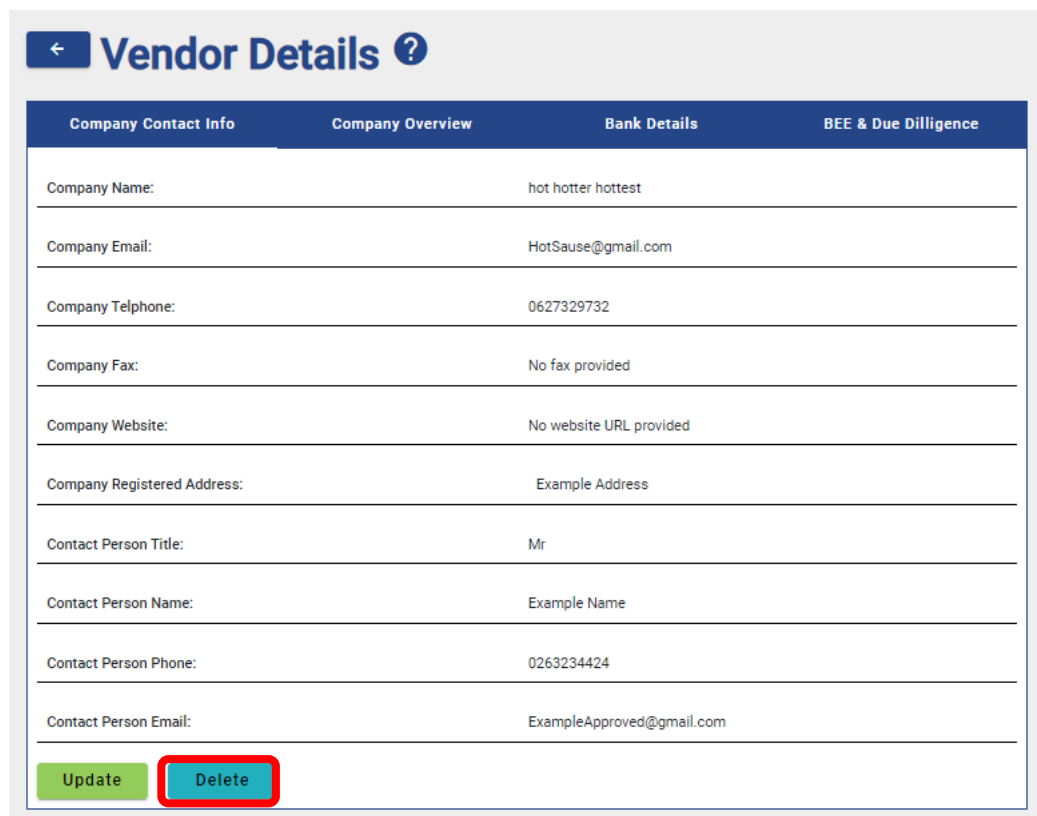 Vendor Details ?
Company Contact Info Company Overview Bank Details BEE & Due Dilligence
Company Name: hot hotter hottest
Company Email: HotSause@gmail.com
Company Telphone: 0627329732
Company Fax: No fax provided
Company Website: No website URL provided
Company Registered Address: Example Address
Contact Person Title: Mr
Contact Person Name: Example Name
Contact Person Phone: 0263234424
Contact Person Email: ExampleApproved@gmail.com
Update Delete